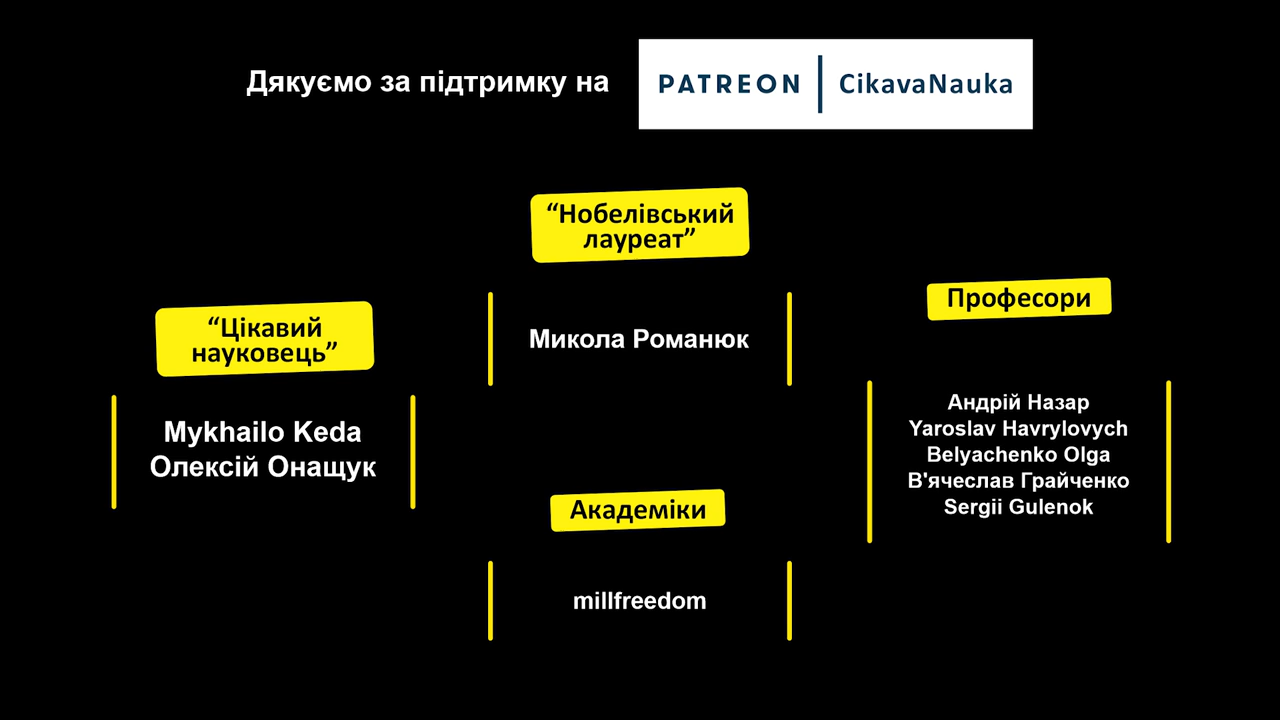 Дякуємо за підтримку на
PATREON | CikavaNauka
“Нобелівський
лауреат”
Микола Романюк
“Цікавий
науковець”
Mykhailo Keda
Олексій Онащук
Професори
Андрій Назар
Yaroslav Havrylovych
Belyachenko Olga
В'ячеслав Грайченко
Sergii Gulenok
Академіки
millfreedom